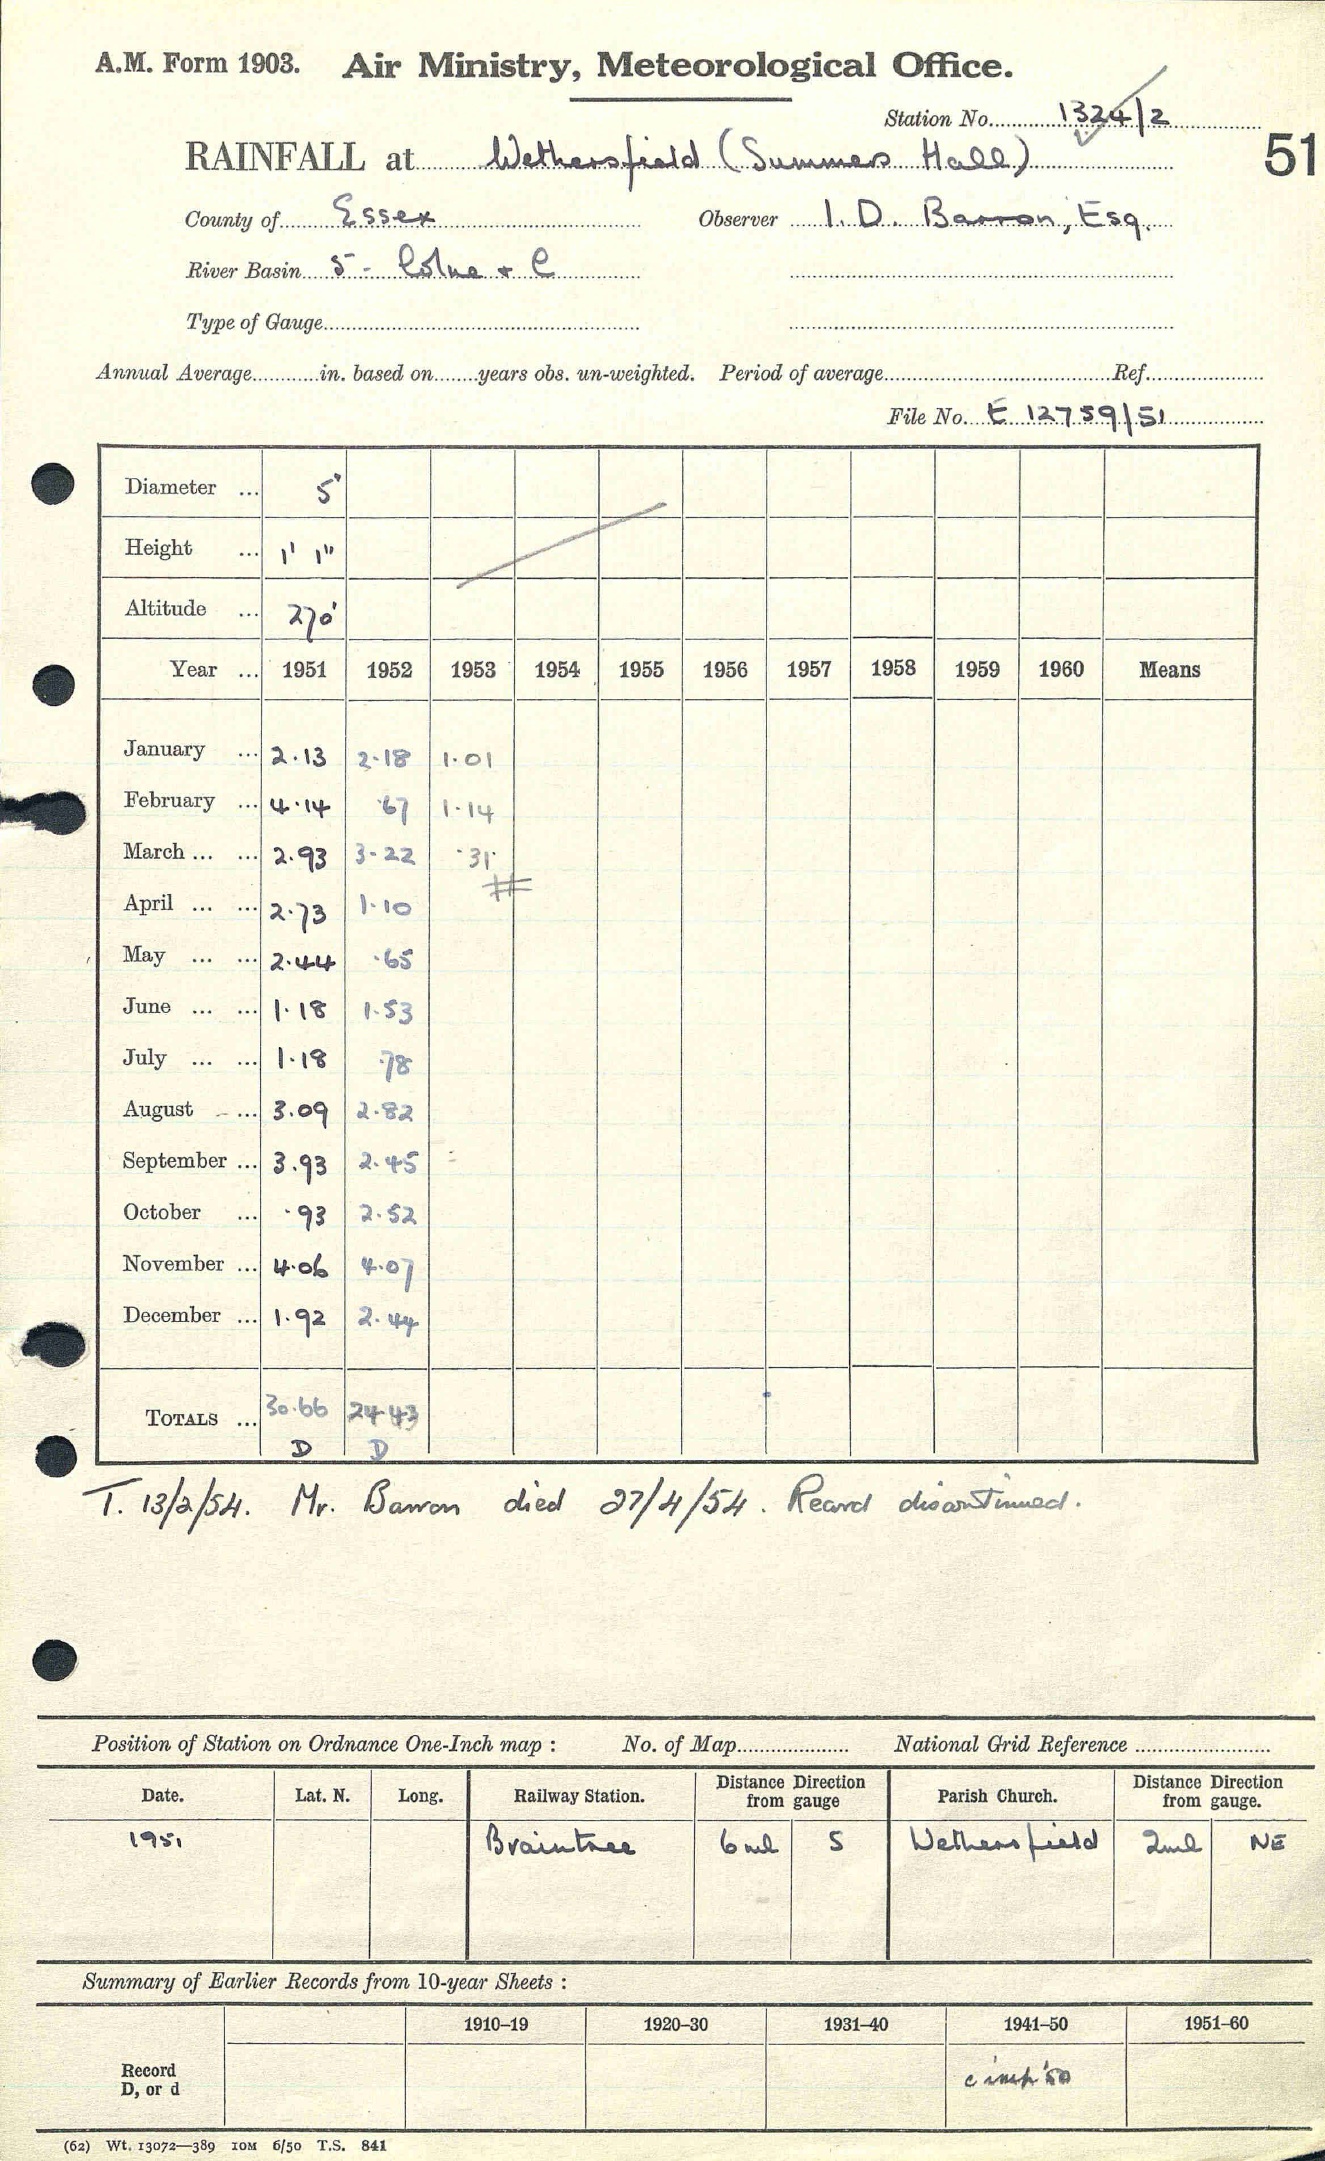 A.M. Form 1903. Air Ministry, Meteorological Office.
Station No. 1324/2
51
RAINFALL at Wethersfield (Summers Hall)
County of Essex Observer I. D. Barron, Esq.
River Basin 5 - Colne + C
Type of Gauge
Annual Average in. based on years obs. un-weighted. Period of average Ref.
File No. E 12759/51
Diameter ... 5"
Height ... 1' 1"
Altitude ... 270'
Year ... 1951 1952 1953 1954 1955 1956 1957 1958 1959 1960 Means
January ... 2.13 2.18 1.01
February ... 4.14 .67 1.14
March ... ... 2.93 3.22 .31
April ... ... 2.73 1.10
May ... ... 2.44 .65
June ... ... 1.18 1.53
July ... ... 1.18 .78
August ... 3.09 2.82
September ... 3.93 2.45
October ... .93 2.52
November ... 4.06 4.07
December ... 1.92 2.44
TOTALS ... 30.66 24.43
D D
T. 13/2/54. Mr. Barron died 27/4/54. Record discontinued.
Position of Station on Ordnance One-Inch map : No. of Map National Grid Reference
Date. Lat. N. Long. Railway Station. Distance Direction from gauge Parish Church. Distance Direction from gauge.
1951 Braintree 6 ml S Wethersfield 2ml NE
Summary of Earlier Records from 10-year Sheets :
1910–19 1920–30 1931–40 1941–50 1951–60
Record D, or d
(62) Wt. 13072—389 10M 6/50 T.S. 841